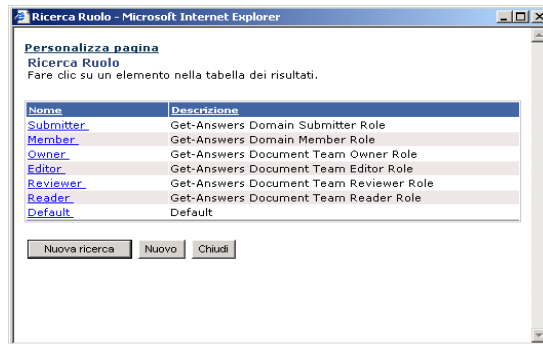 Ricerca Ruolo - Microsoft Internet Explorer
Personalizza pagina
Ricerca Ruolo
Fare clic su un elemento nella tabella dei risultati.
Nome Descrizione
Submitter Get-Answers Domain Submitter Role
Member Get-Answers Domain Member Role
Owner Get-Answers Document Team Owner Role
Editor Get-Answers Document Team Editor Role
Reviewer Get-Answers Document Team Reviewer Role
Reader Get-Answers Document Team Reader Role
Default Default
Nuova ricerca Nuovo Chiudi